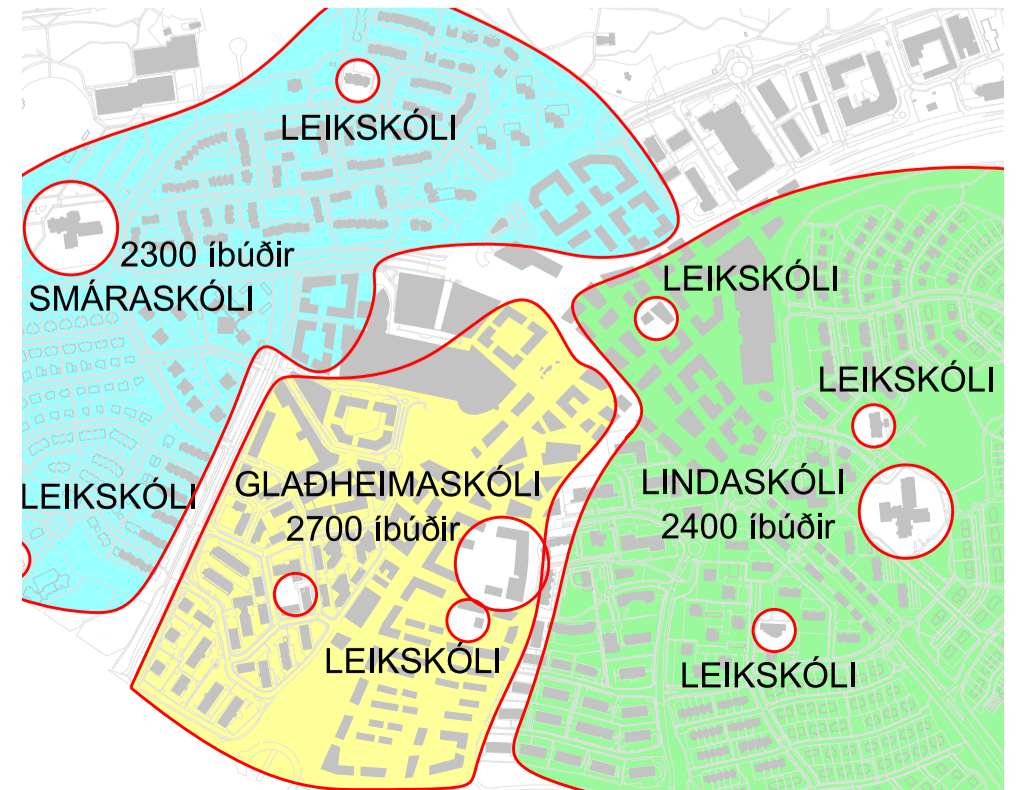 LEIKSKÓLI
2300 íbúðir
SMÁRASKÓLI
LEIKSKÓLI
LEIKSKÓLI
LEIKSKÓLI
GLAÐHEIMASKÓLI
2700 íbúðir
LINDASKÓLI
2400 íbúðir
LEIKSKÓLI
LEIKSKÓLI